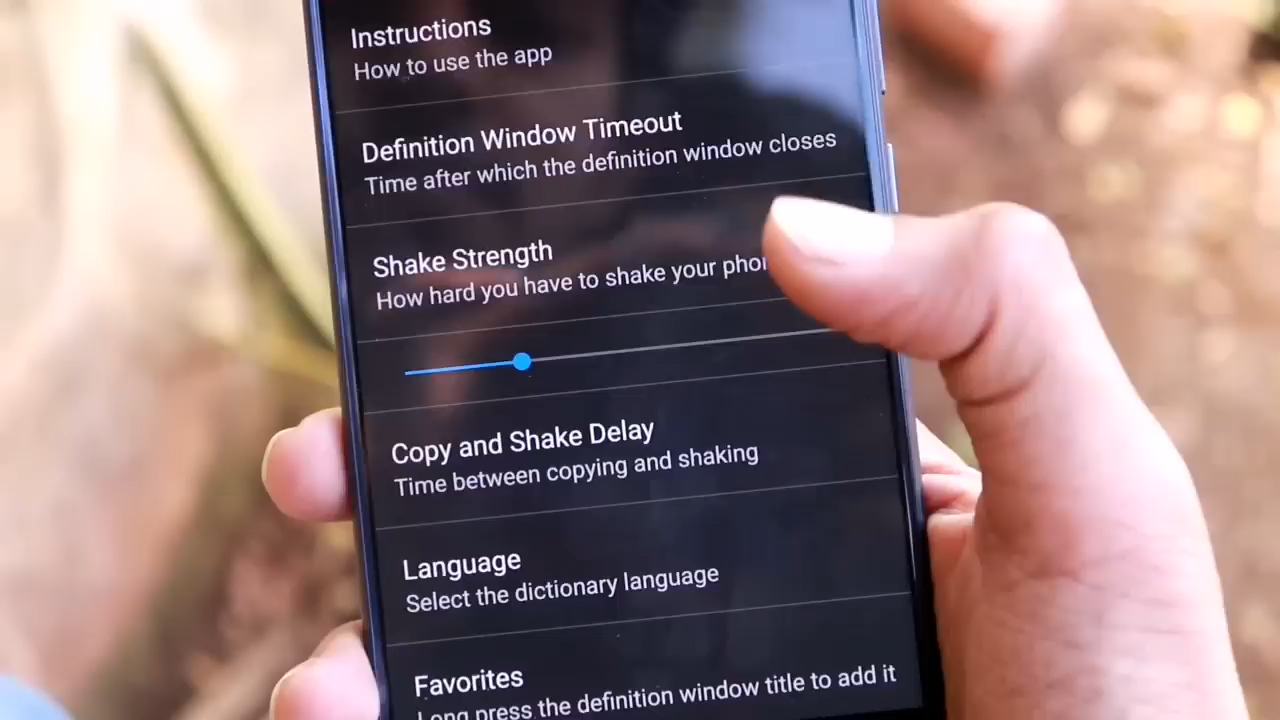 Instructions
How to use the app
Definition Window Timeout
Time after which the definition window closes
Shake Strength
How hard you have to shake your
Copy and Shake Delay
Time between copying and shaking
Language
Select the dictionary language
Favorites
Long press the definition window title to add it